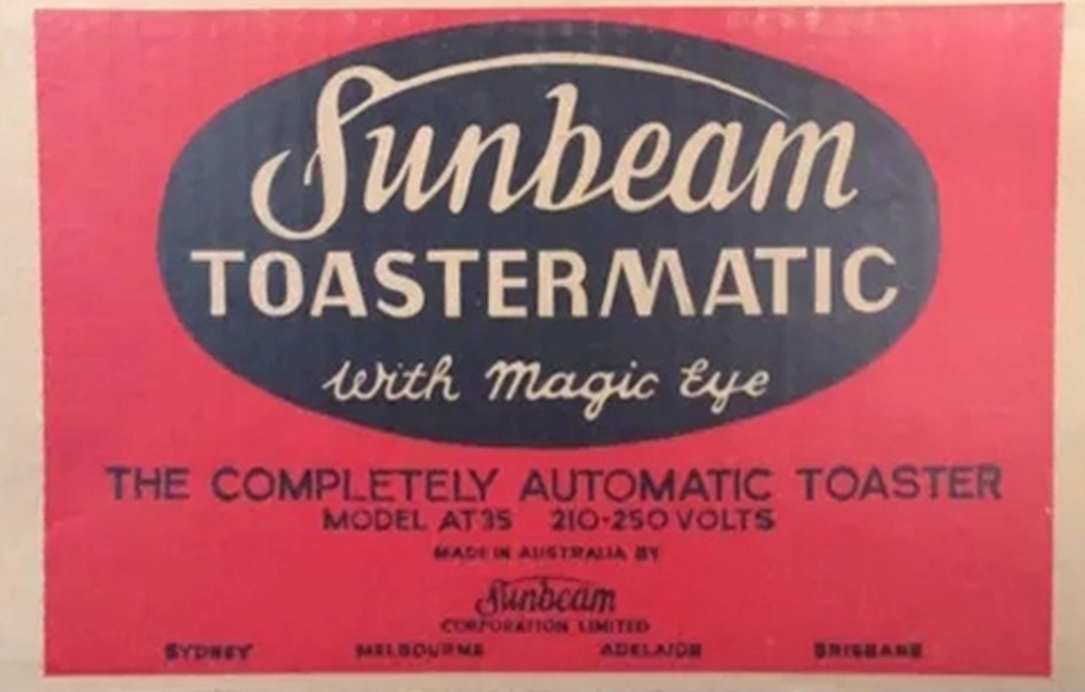 Sunbeam
TOASTERMATIC
With Magic Eye
THE COMPLETELY AUTOMATIC TOASTER
MODEL AT35 210-250 VOLTS
MADE IN AUSTRALIA BY
Sunbeam
CORPORATION LIMITED
SYDNEY MELBOURNE ADELAIDE BRISBANE